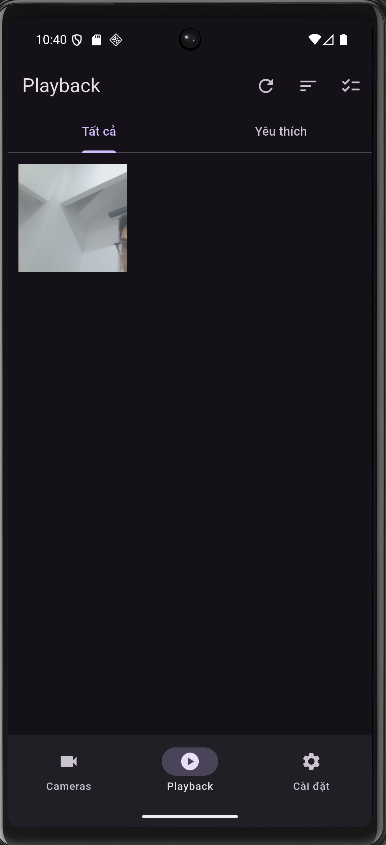 10:40
Playback
Tất cả
Yêu thích
Cameras
Playback
Cài đặt